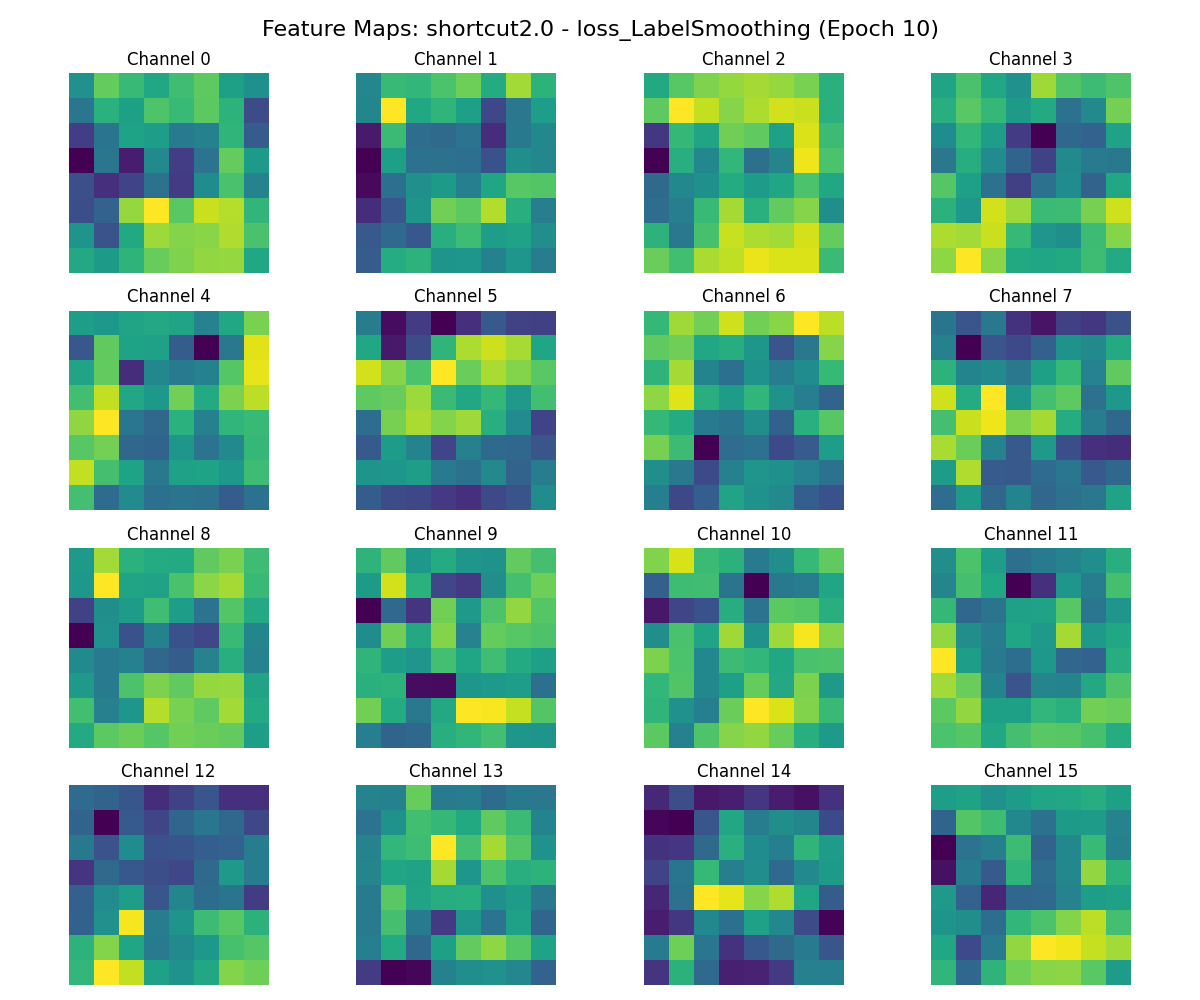 Feature Maps: shortcut2.0 - loss_LabelSmoothing (Epoch 10)
Channel 0
Channel 1
Channel 2
Channel 3
Channel 4
Channel 5
Channel 6
Channel 7
Channel 8
Channel 9
Channel 10
Channel 11
Channel 12
Channel 13
Channel 14
Channel 15